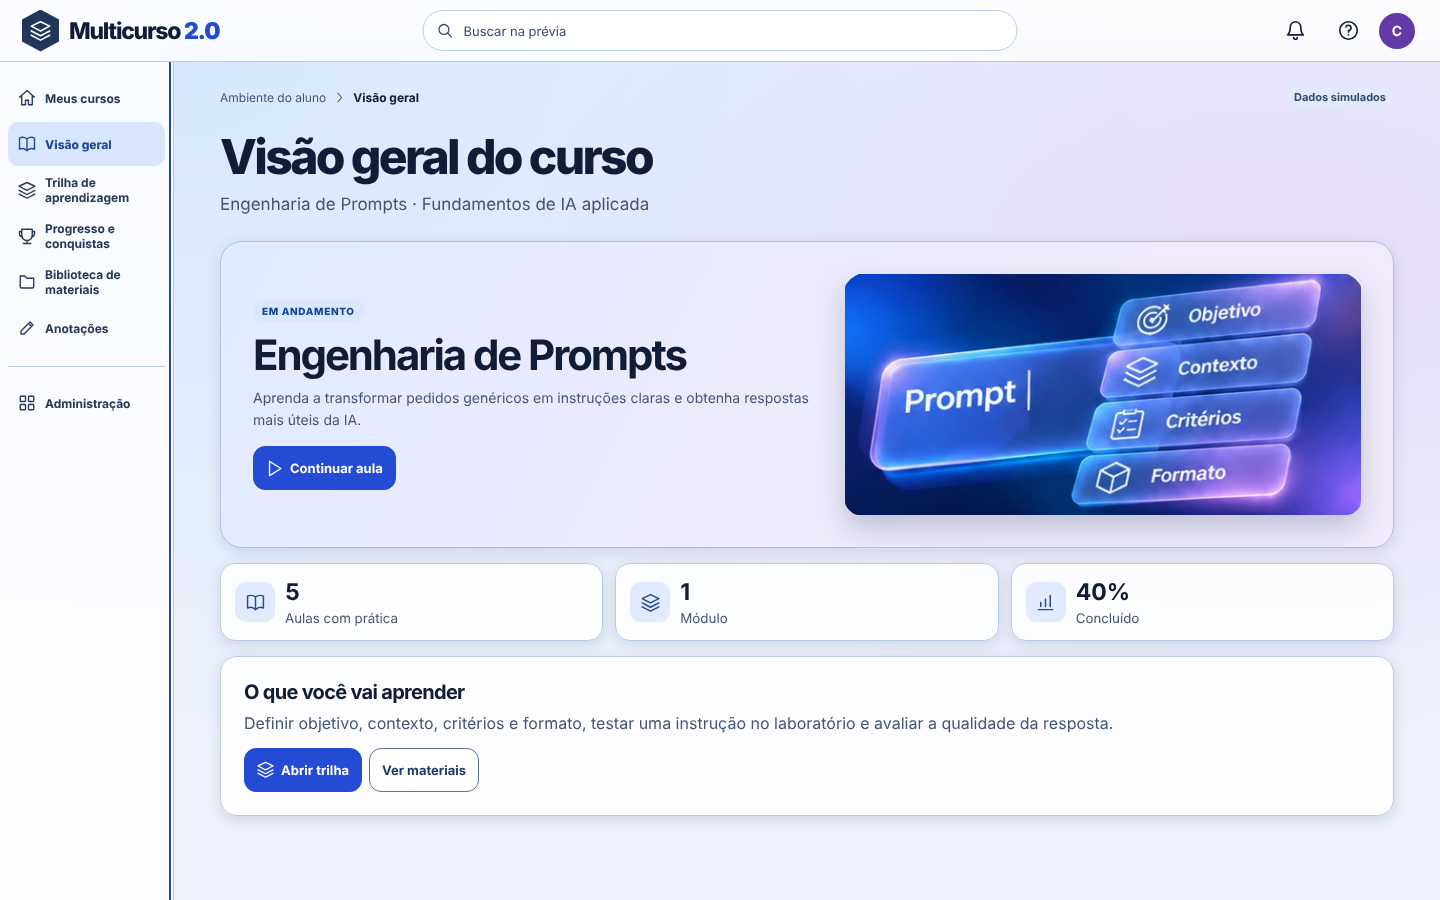 Multicurso 2.0
Buscar na prévia
C
Meus cursos
Visão geral
Trilha de
aprendizagem
Progresso e
conquistas
Biblioteca de
materiais
Anotações
Administração
Ambiente do aluno > Visão geral
Dados simulados
Visão geral do curso
Engenharia de Prompts · Fundamentos de IA aplicada
EM ANDAMENTO
Engenharia de Prompts
Aprenda a transformar pedidos genéricos em instruções claras e obtenha respostas
mais úteis da IA.
Continuar aula
Prompt |
Objetivo
Contexto
Critérios
Formato
5
Aulas com prática
1
Módulo
40%
Concluído
O que você vai aprender
Definir objetivo, contexto, critérios e formato, testar uma instrução no laboratório e avaliar a qualidade da resposta.
Abrir trilha
Ver materiais